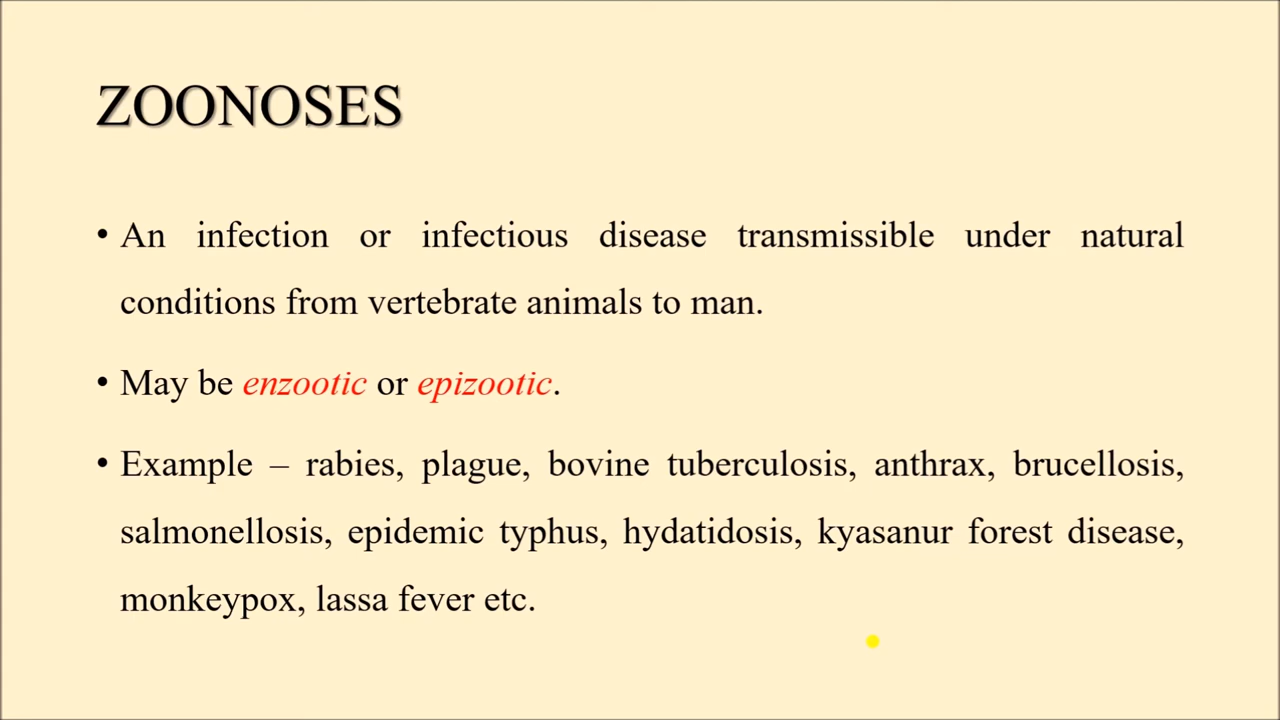 ZOONOSES
• An infection or infectious disease transmissible under natural
conditions from vertebrate animals to man.
• May be enzootic or epizootic.
• Example – rabies, plague, bovine tuberculosis, anthrax, brucellosis,
salmonellosis, epidemic typhus, hydatidosis, kyasanur forest disease,
monkeypox, lassa fever etc.